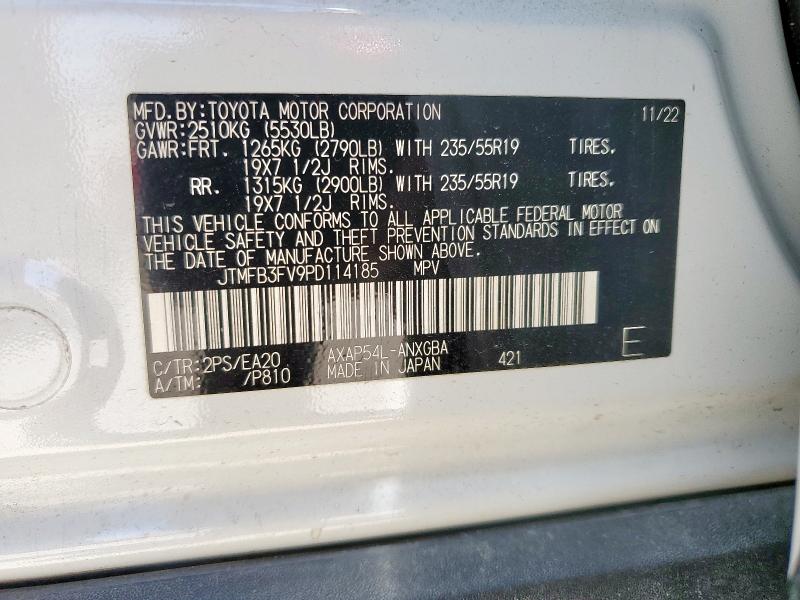 MFD.BY:TOYOTA MOTOR CORPORATION 11/22
GVWR:2510KG (5530LB)
GAWR:FRT. 1265KG (2790LB) WITH 235/55R19 TIRES.
19X7 1/2J RIMS.
RR. 1315KG (2900LB) WITH 235/55R19 TIRES.
19X7 1/2J RIMS.
THIS VEHICLE CONFORMS TO ALL APPLICABLE FEDERAL MOTOR
VEHICLE SAFETY AND THEFT PREVENTION STANDARDS IN EFFECT ON
THE DATE OF MANUFACTURE SHOWN ABOVE.
JTMFB3FV9PD114185 MPV
C/TR:2PS/EA20 AXAP54L-ANXGBA 421 E
A/TM: /P810 MADE IN JAPAN